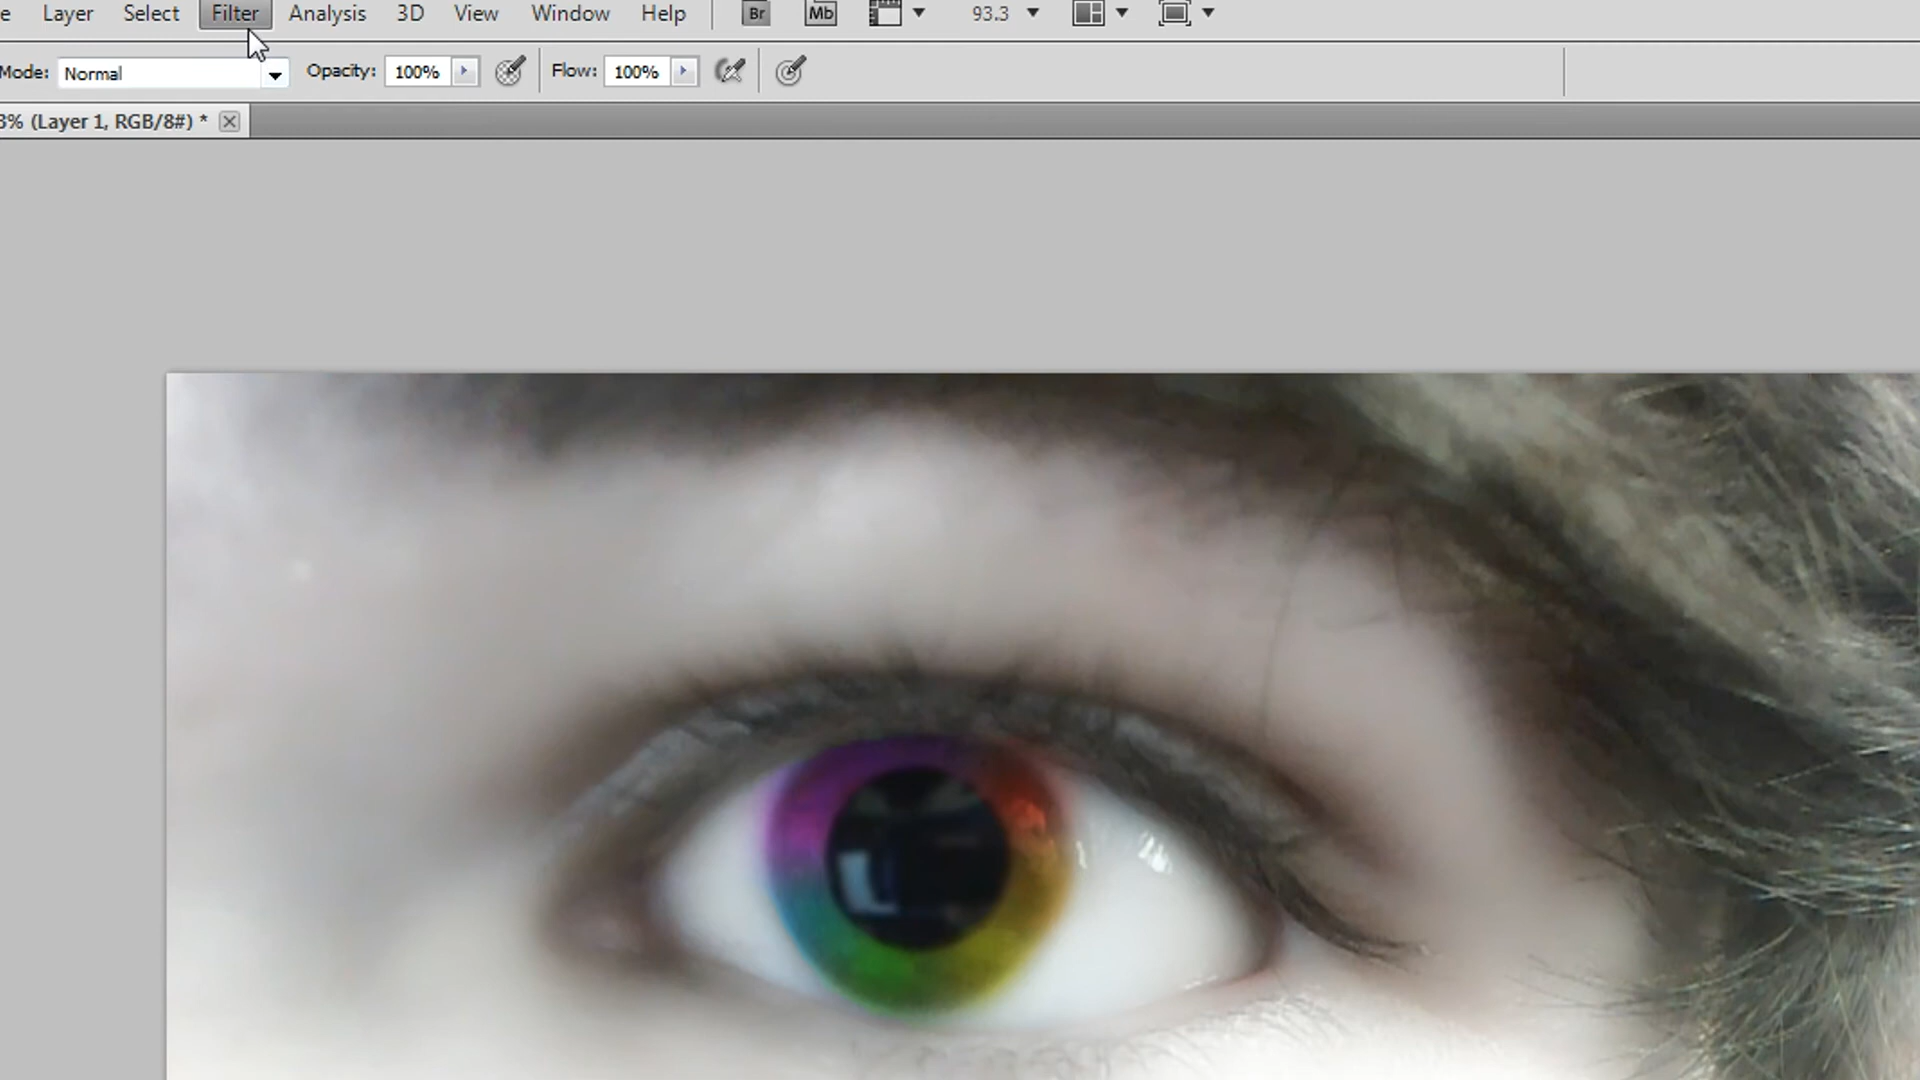 e Layer Select Filter Analysis 3D View Window Help Br Mb 93.3
Mode: Normal Opacity: 100% Flow: 100%
3% (Layer 1, RGB/8#) *